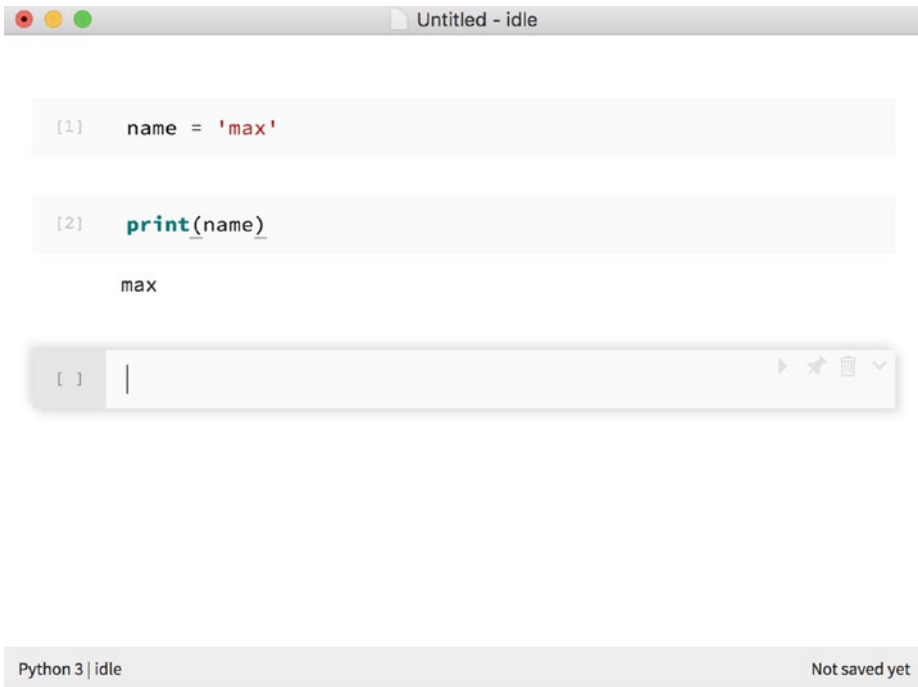 Untitled - idle
[1] name = 'max'
[2] print(name)
max
[ ]
Python 3 | idle
Not saved yet